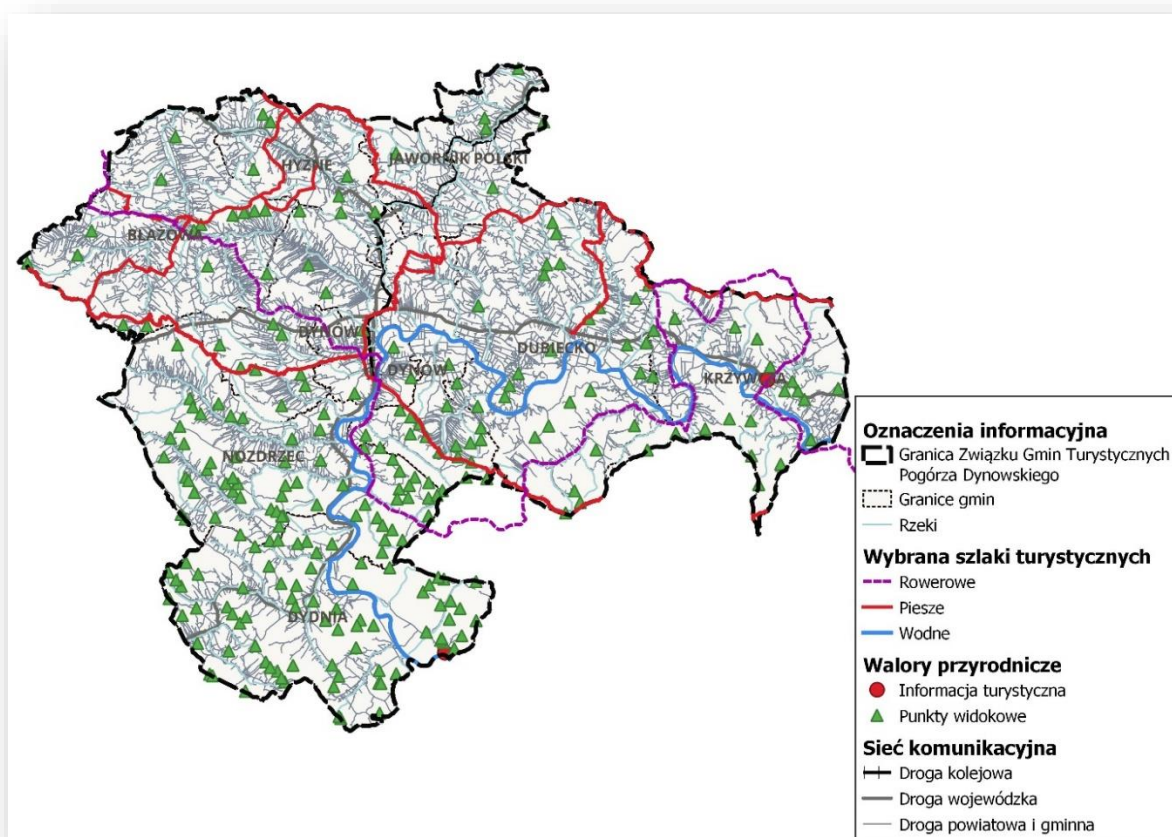 HYŻNE
JAWORNIK POLSKI
BŁAŻOWA
DYNÓW
DUBIECKO
DYNÓW
KRZYWCZA
NOZDRZEC
DYDNIA
Oznaczenia informacyjna
Granica Związku Gmin Turystycznych
Pogórza Dynowskiego
Granice gmin
Rzeki
Wybrana szlaki turystycznych
Rowerowe
Piesze
Wodne
Walory przyrodnicze
Informacja turystyczna
Punkty widokowe
Sieć komunikacyjna
Droga kolejowa
Droga wojewódzka
Droga powiatowa i gminna